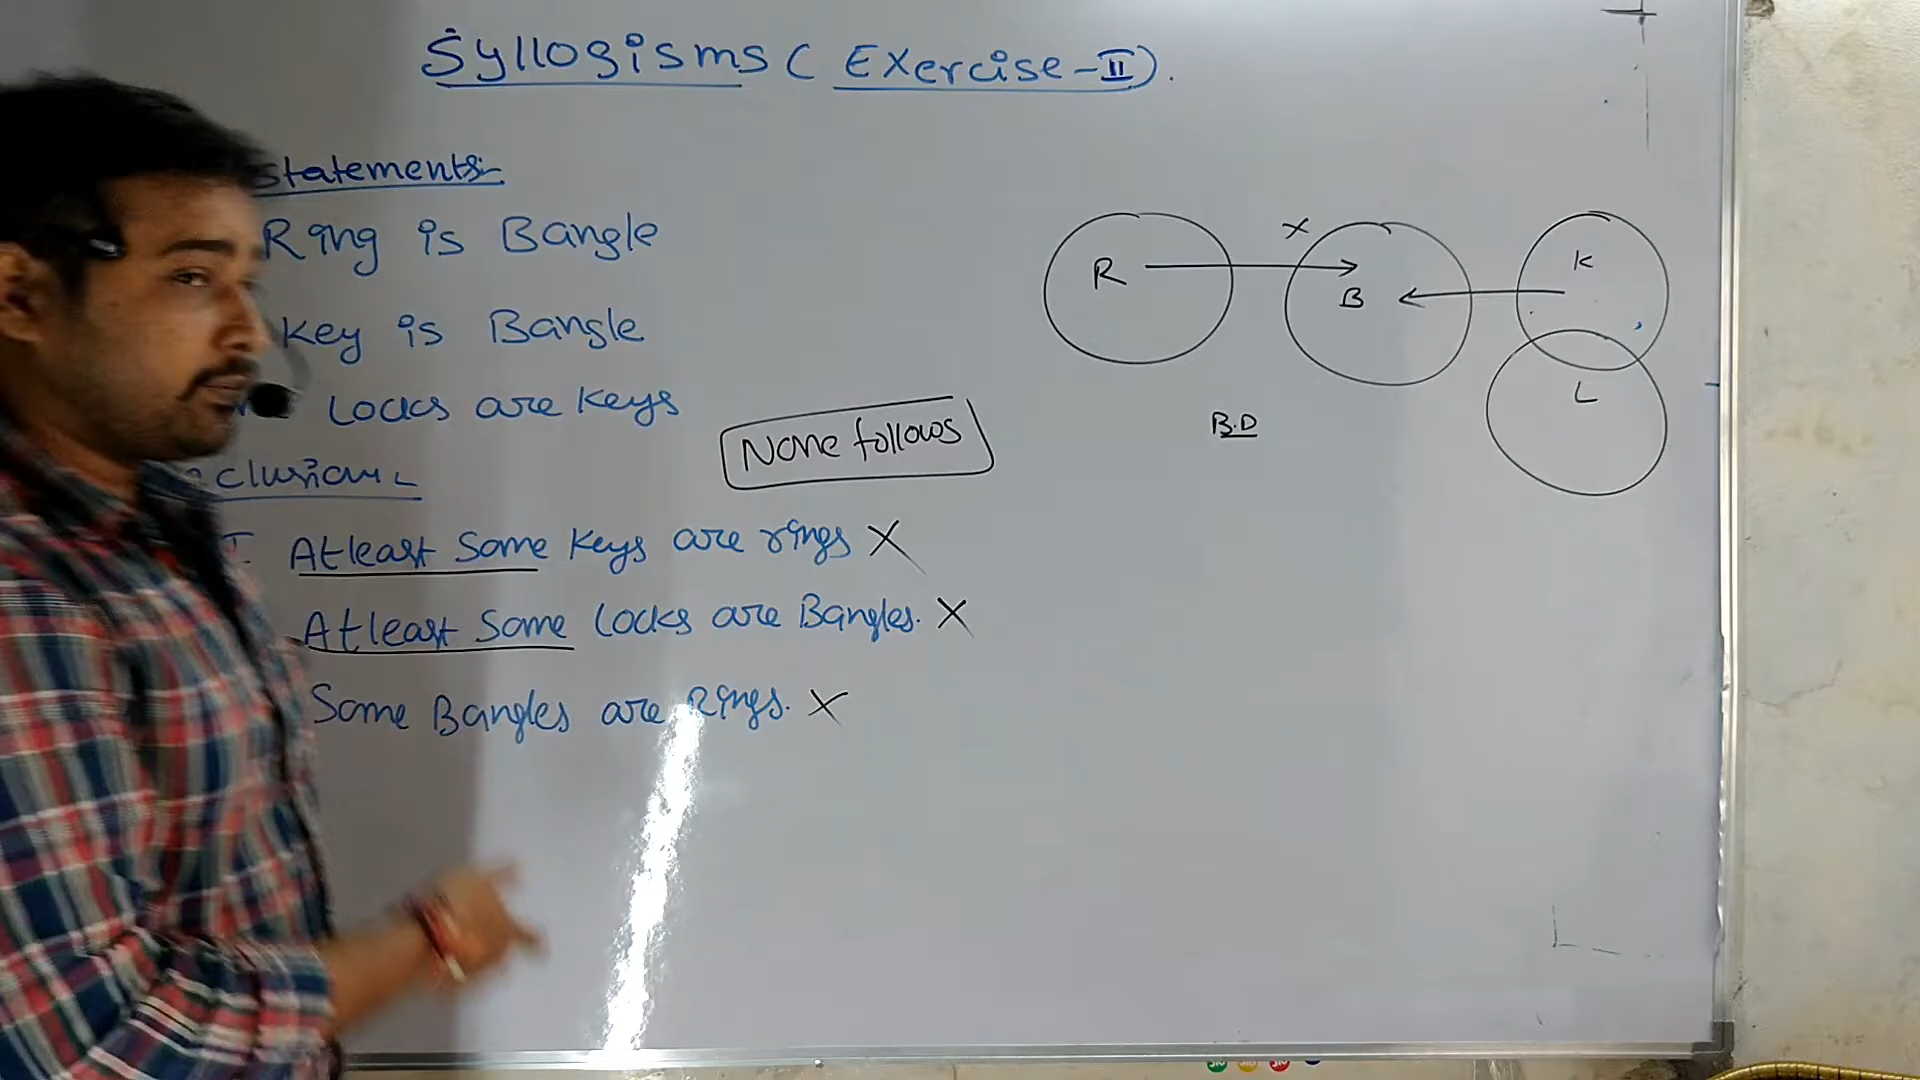 Syllogisms (Exercise-II).
statements:-
Ring is Bangle
Key is Bangle
Locks are keys
None follows
clusion:-
I. Atleast Some Keys are rings X
Atleast Some Locks are Bangles. X
Some Bangles are Rings. X
R
X
B
K
L
B.D